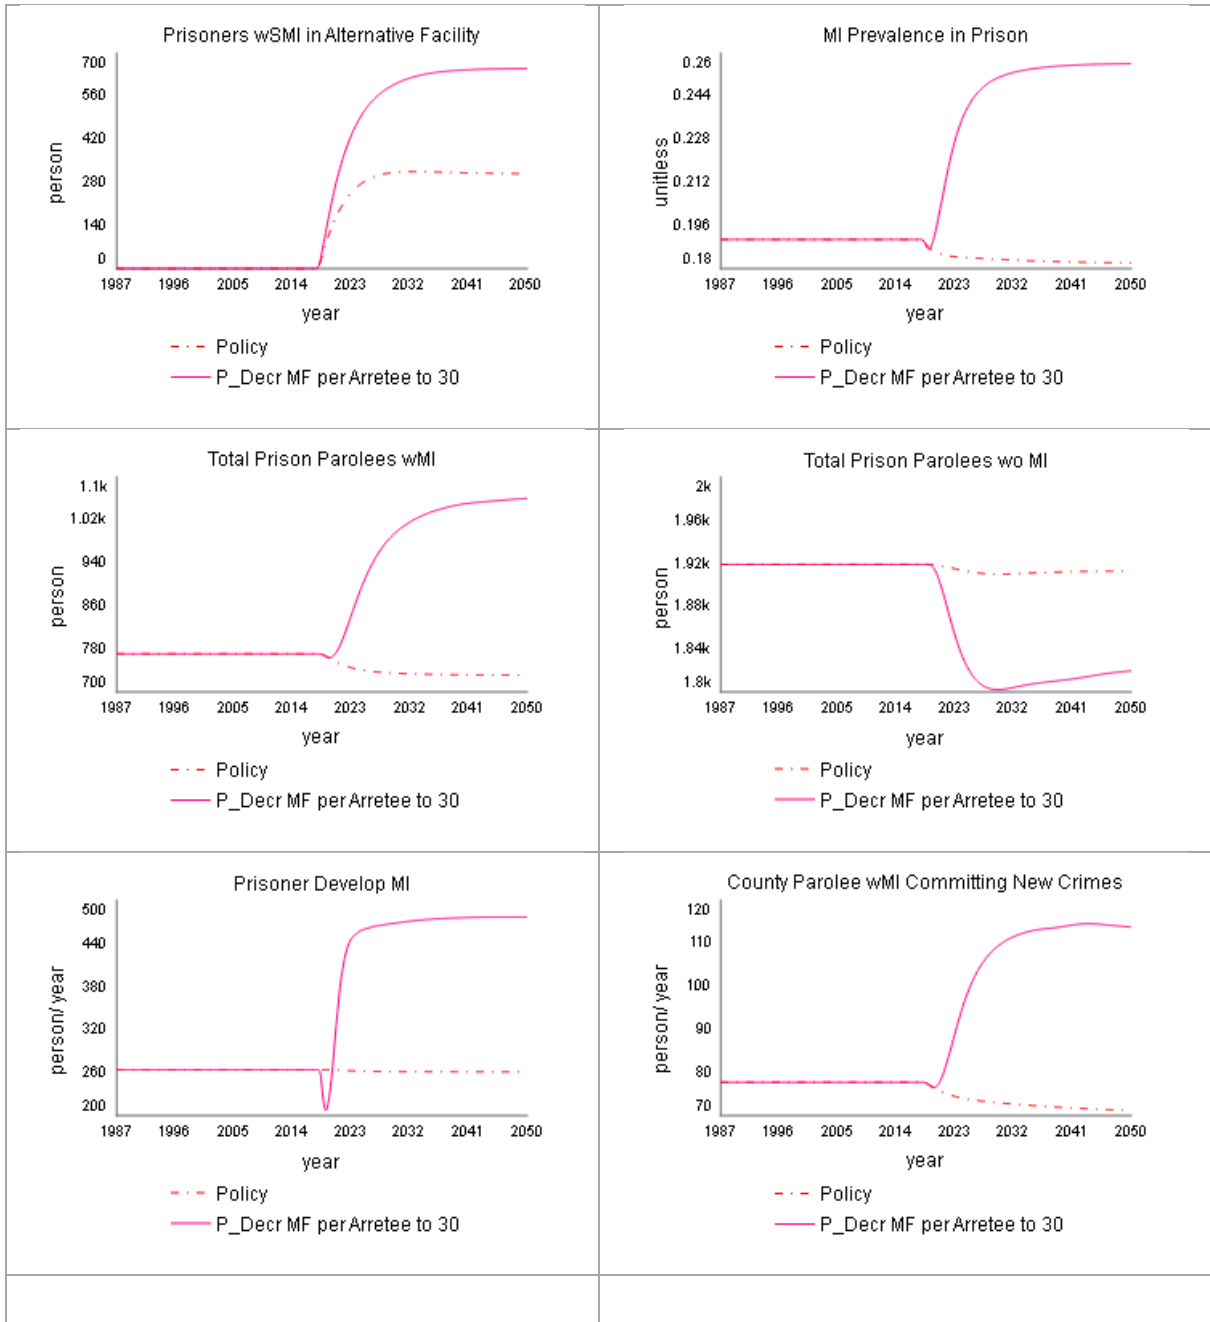 Prisoners wSMI in Alternative Facility
700
560
420
280
140
0
person
1987 1996 2005 2014 2023 2032 2041 2050
year
Policy
P_Decr MF per Arretee to 30
MI Prevalence in Prison
0.26
0.244
0.228
0.212
0.196
0.18
unitless
1987 1996 2005 2014 2023 2032 2041 2050
year
Policy
P_Decr MF per Arretee to 30
Total Prison Parolees wMI
1.1k
1.02k
940
860
780
700
person
1987 1996 2005 2014 2023 2032 2041 2050
year
Policy
P_Decr MF per Arretee to 30
Total Prison Parolees wo MI
2k
1.96k
1.92k
1.88k
1.84k
1.8k
person
1987 1996 2005 2014 2023 2032 2041 2050
year
Policy
P_Decr MF per Arretee to 30
Prisoner Develop MI
500
440
380
320
260
200
person/year
1987 1996 2005 2014 2023 2032 2041 2050
year
Policy
P_Decr MF per Arretee to 30
County Parolee wMI Committing New Crimes
120
110
100
90
80
70
person/year
1987 1996 2005 2014 2023 2032 2041 2050
year
Policy
P_Decr MF per Arretee to 30